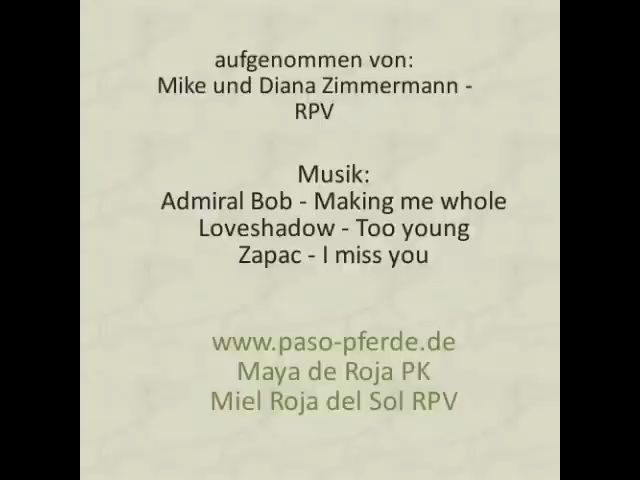 aufgenommen von:
Mike und Diana Zimmermann -
RPV
Musik:
Admiral Bob - Making me whole
Loveshadow - Too young
Zapac - I miss you
www.paso-pferde.de
Maya de Roja PK
Miel Roja del Sol RPV